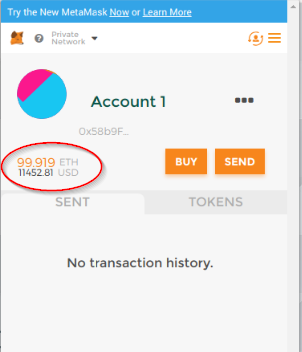 Try the New MetaMask Now or Learn More
Private
Network
Account 1
0x58b9F...
99.919 ETH
11452.81 USD
BUY
SEND
SENT
TOKENS
No transaction history.